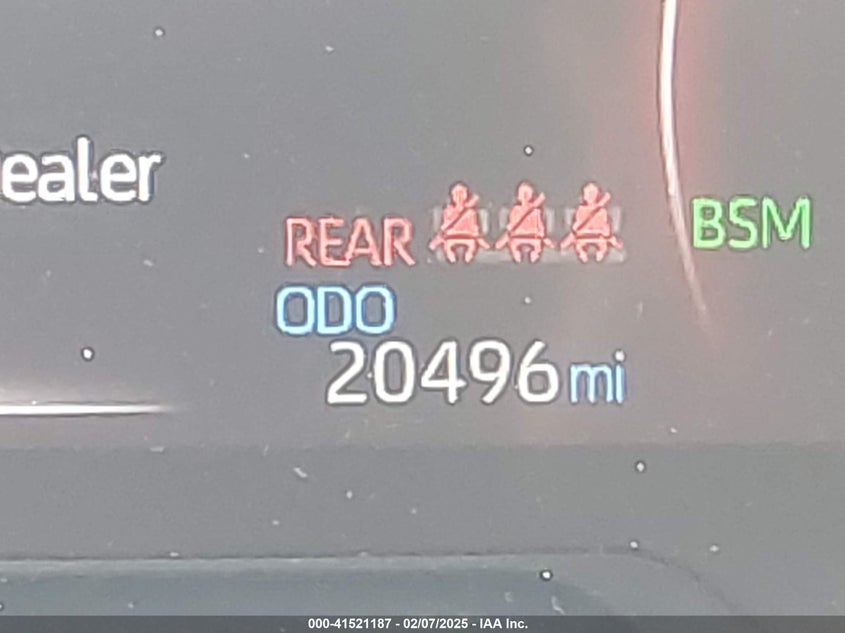 ealer
REAR
BSM
ODO
20496 mi
000-41521187 - 02/07/2025 - IAA Inc.